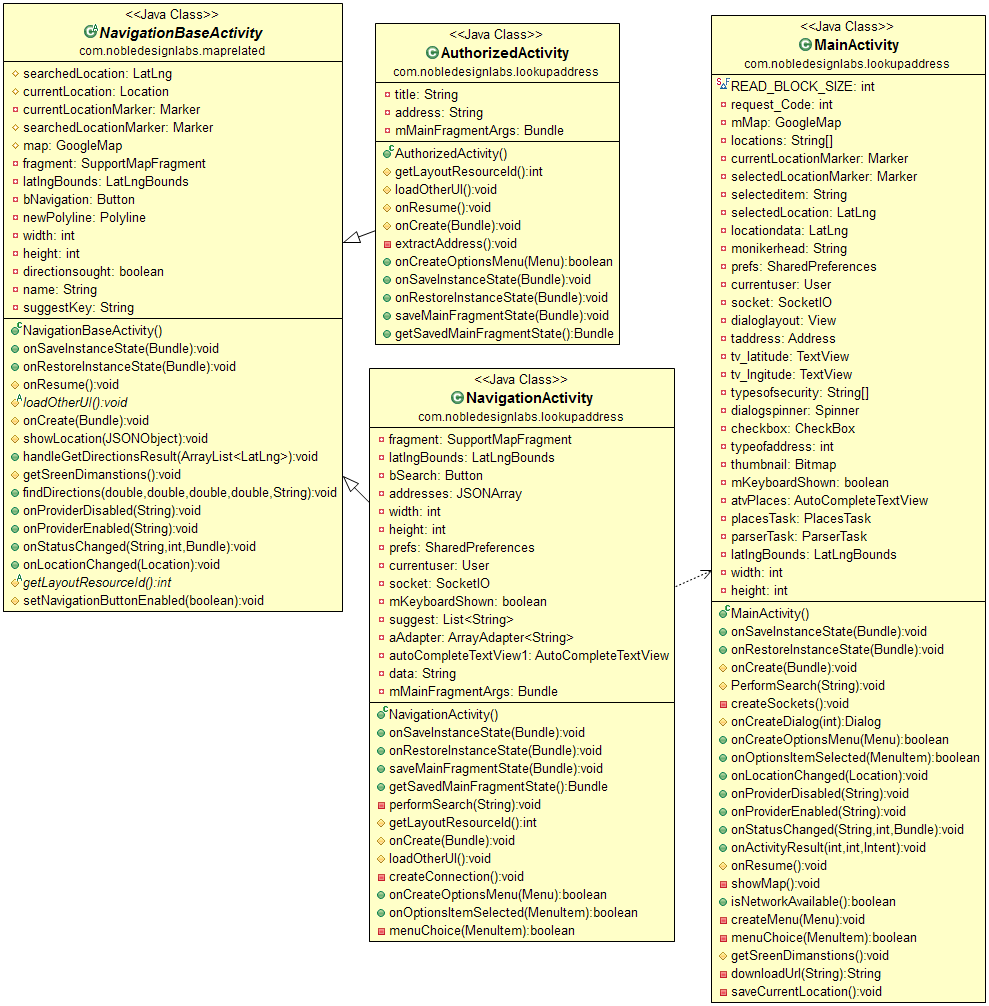 <<Java Class>>
NavigationBaseActivity
com.nobledesignlabs.maprelated
searchedLocation: LatLng
currentLocation: Location
currentLocationMarker: Marker
searchedLocationMarker: Marker
map: GoogleMap
fragment: SupportMapFragment
latlngBounds: LatLngBounds
bNavigation: Button
newPolyline: Polyline
width: int
height: int
directionsought: boolean
name: String
suggestKey: String
NavigationBaseActivity()
onSaveInstanceState(Bundle):void
onRestoreInstanceState(Bundle):void
onResume():void
loadOtherUI():void
onCreate(Bundle):void
showLocation(JSONObject):void
handleGetDirectionsResult(ArrayList<LatLng>):void
getSreenDimanstions():void
findDirections(double,double,double,double,String):void
onProviderDisabled(String):void
onProviderEnabled(String):void
onStatusChanged(String,int,Bundle):void
onLocationChanged(Location):void
getLayoutResourceId():int
setNavigationButtonEnabled(boolean):void
<<Java Class>>
AuthorizedActivity
com.nobledesignlabs.lookupaddress
title: String
address: String
mMainFragmentArgs: Bundle
AuthorizedActivity()
getLayoutResourceId():int
loadOtherUI():void
onResume():void
onCreate(Bundle):void
extractAddress():void
onCreateOptionsMenu(Menu):boolean
onSaveInstanceState(Bundle):void
onRestoreInstanceState(Bundle):void
saveMainFragmentState(Bundle):void
getSavedMainFragmentState():Bundle
<<Java Class>>
NavigationActivity
com.nobledesignlabs.lookupaddress
fragment: SupportMapFragment
latlngBounds: LatLngBounds
bSearch: Button
addresses: JSONArray
width: int
height: int
prefs: SharedPreferences
currentuser: User
socket: SocketIO
mKeyboardShown: boolean
suggest: List<String>
aAdapter: ArrayAdapter<String>
autoCompleteTextView1: AutoCompleteTextView
data: String
mMainFragmentArgs: Bundle
NavigationActivity()
onSaveInstanceState(Bundle):void
onRestoreInstanceState(Bundle):void
saveMainFragmentState(Bundle):void
getSavedMainFragmentState():Bundle
performSearch(String):void
getLayoutResourceId():int
onCreate(Bundle):void
loadOtherUI():void
createConnection():void
onCreateOptionsMenu(Menu):boolean
onOptionsItemSelected(MenuItem):boolean
menuChoice(MenuItem):boolean
<<Java Class>>
MainActivity
com.nobledesignlabs.lookupaddress
READ_BLOCK_SIZE: int
request_Code: int
mMap: GoogleMap
locations: String[]
currentLocationMarker: Marker
selectedLocationMarker: Marker
selecteditem: String
selectedLocation: LatLng
locationdata: LatLng
monikerhead: String
prefs: SharedPreferences
currentuser: User
socket: SocketIO
dialoglayout: View
taddress: Address
tv_latitude: TextView
tv_lngitude: TextView
typesofsecurity: String[]
dialogspinner: Spinner
checkbox: CheckBox
typeofaddress: int
thumbnail: Bitmap
mKeyboardShown: boolean
atvPlaces: AutoCompleteTextView
placesTask: PlacesTask
parserTask: ParserTask
latlngBounds: LatLngBounds
width: int
height: int
MainActivity()
onSaveInstanceState(Bundle):void
onRestoreInstanceState(Bundle):void
onCreate(Bundle):void
PerformSearch(String):void
createSockets():void
onCreateDialog(int):Dialog
onCreateOptionsMenu(Menu):boolean
onOptionsItemSelected(MenuItem):boolean
onLocationChanged(Location):void
onProviderDisabled(String):void
onProviderEnabled(String):void
onStatusChanged(String,int,Bundle):void
onActivityResult(int,int,Intent):void
onResume():void
showMap():void
isNetworkAvailable():boolean
createMenu(Menu):void
menuChoice(MenuItem):boolean
getSreenDimanstions():void
downloadUrl(String):String
saveCurrentLocation():void